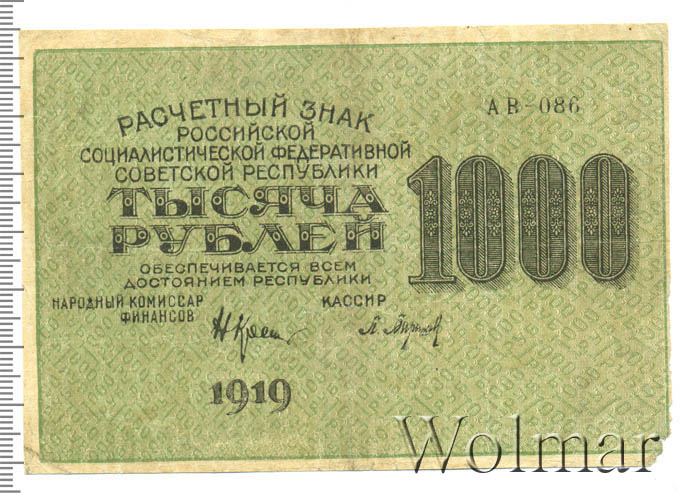 АВ-086
РАСЧЕТНЫЙ ЗНАК
РОССИЙСКОЙ
СОЦИАЛИСТИЧЕСКОЙ ФЕДЕРАТИВНОЙ
СОВЕТСКОЙ РЕСПУБЛИКИ
ТЫСЯЧА
РУБЛЕЙ
1000
ОБЕСПЕЧИВАЕТСЯ ВСЕМ
ДОСТОЯНИЕМ РЕСПУБЛИКИ
НАРОДНЫЙ КОМИССАР
ФИНАНСОВ
КАССИР
1919
Wolmar